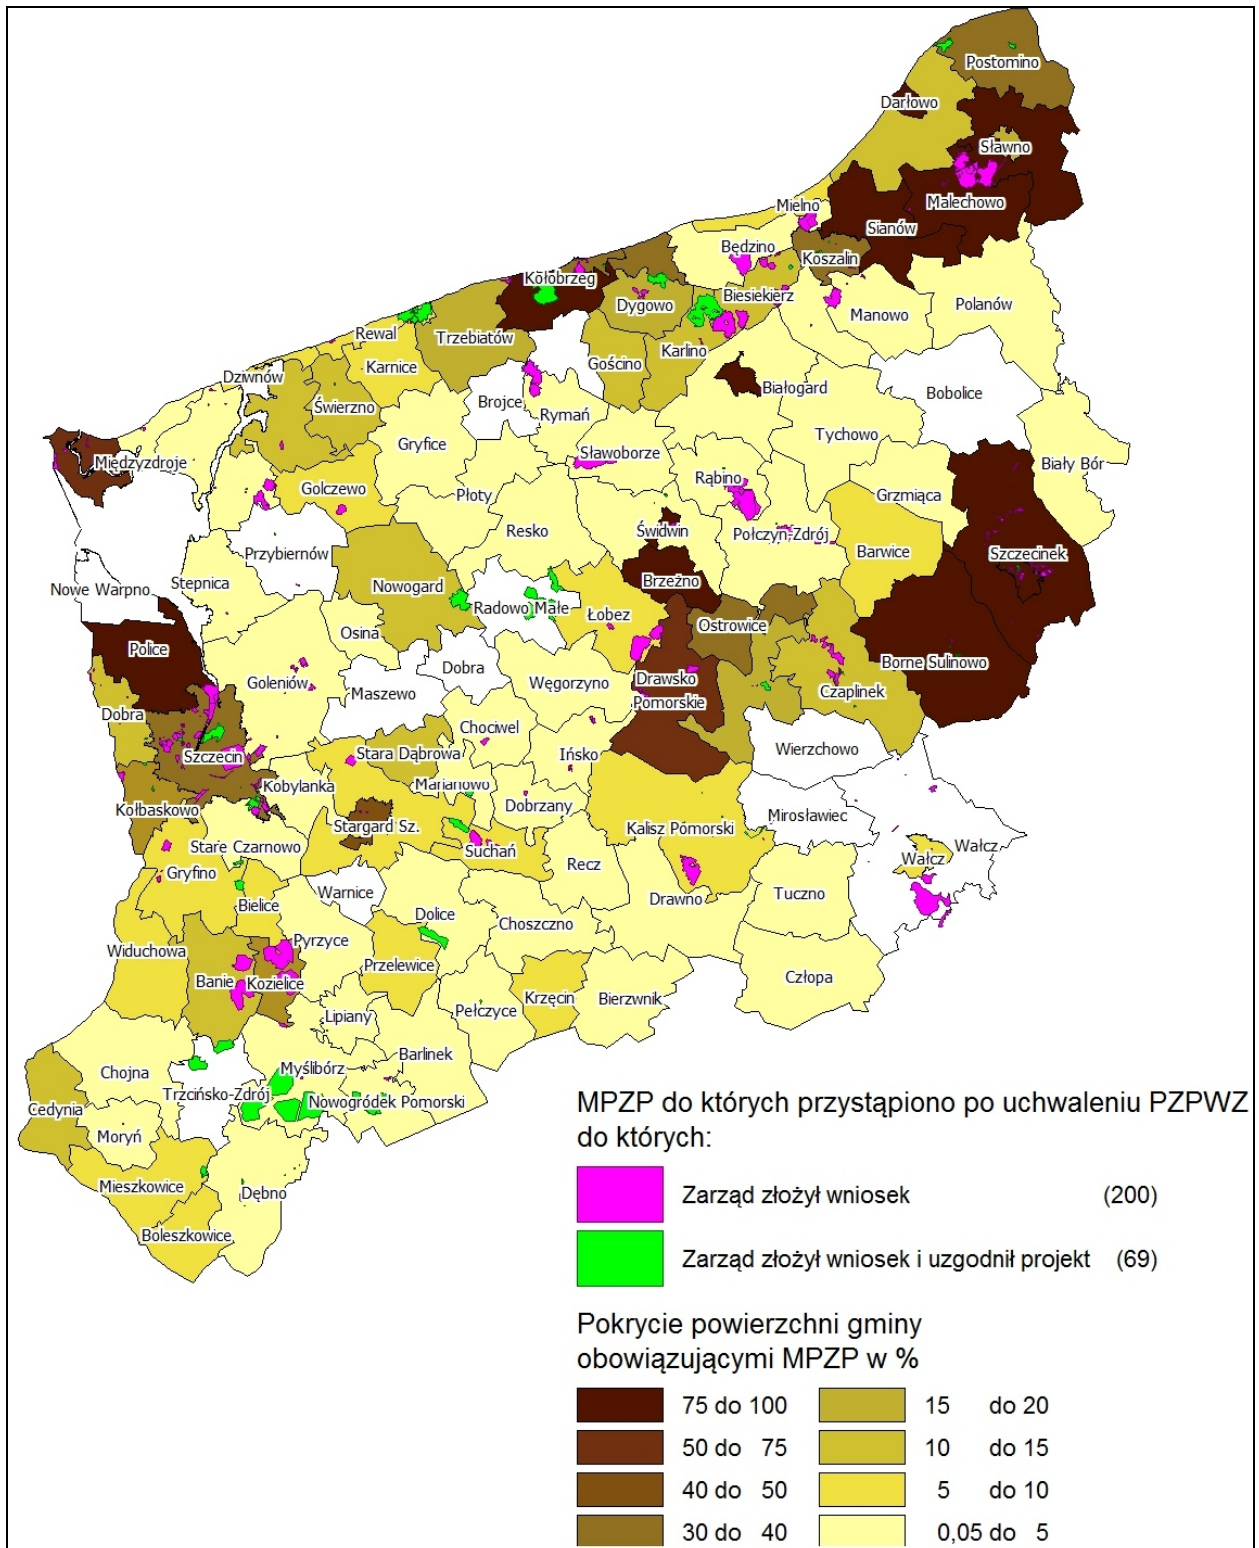 Postomino
Darłowo
Sławno
Malechowo
Mielno
Sianów
Będzino
Koszalin
Kołobrzeg
Dygowo
Biesiekierz
Manowo
Polanów
Rewal
Trzebiatów
Karlino
Gościno
Karnice
Dziwnów
Świerzno
Brojce
Rymań
Białogard
Bobolice
Gryfice
Tychowo
Międzyzdroje
Sławoborze
Biały Bór
Golczewo
Płoty
Rąbino
Grzmiąca
Resko
Świdwin
Połczyn-Zdrój
Barwice
Szczecinek
Przybiernów
Nowe Warpno
Stepnica
Nowogard
Radowo Małe
Brzeżno
Łobez
Ostrowice
Osina
Police
Dobra
Goleniów
Maszewo
Węgorzyno
Drawsko
Pomorskie
Borne Sulinowo
Czaplinek
Dobra
Chociwel
Szczecin
Stara Dąbrowa
Ińsko
Wierzchowo
Kobylanka
Marianowo
Dobrzany
Kołbaskowo
Stargard Sz.
Kalisz Pomorski
Mirosławiec
Stare Czarnowo
Suchań
Recz
Wałcz
Wałcz
Gryfino
Warnice
Drawno
Tuczno
Bielice
Dolice
Choszczno
Pyrzyce
Widuchowa
Przelewice
Banie
Kozielice
Człopa
Krzęcin
Bierzwnik
Pełczyce
Lipiany
Barlinek
Chojna
Myślibórz
Trzcińsko-Zdrój
Nowogródek Pomorski
Cedynia
Moryń
Mieszkowice
Dębno
Boleszkowice
MPZP do których przystąpiono po uchwaleniu PZPWZ
do których:
Zarząd złożył wniosek (200)
Zarząd złożył wniosek i uzgodnił projekt (69)
Pokrycie powierzchni gminy
obowiązującymi MPZP w %
75 do 100 15 do 20
50 do 75 10 do 15
40 do 50 5 do 10
30 do 40 0,05 do 5